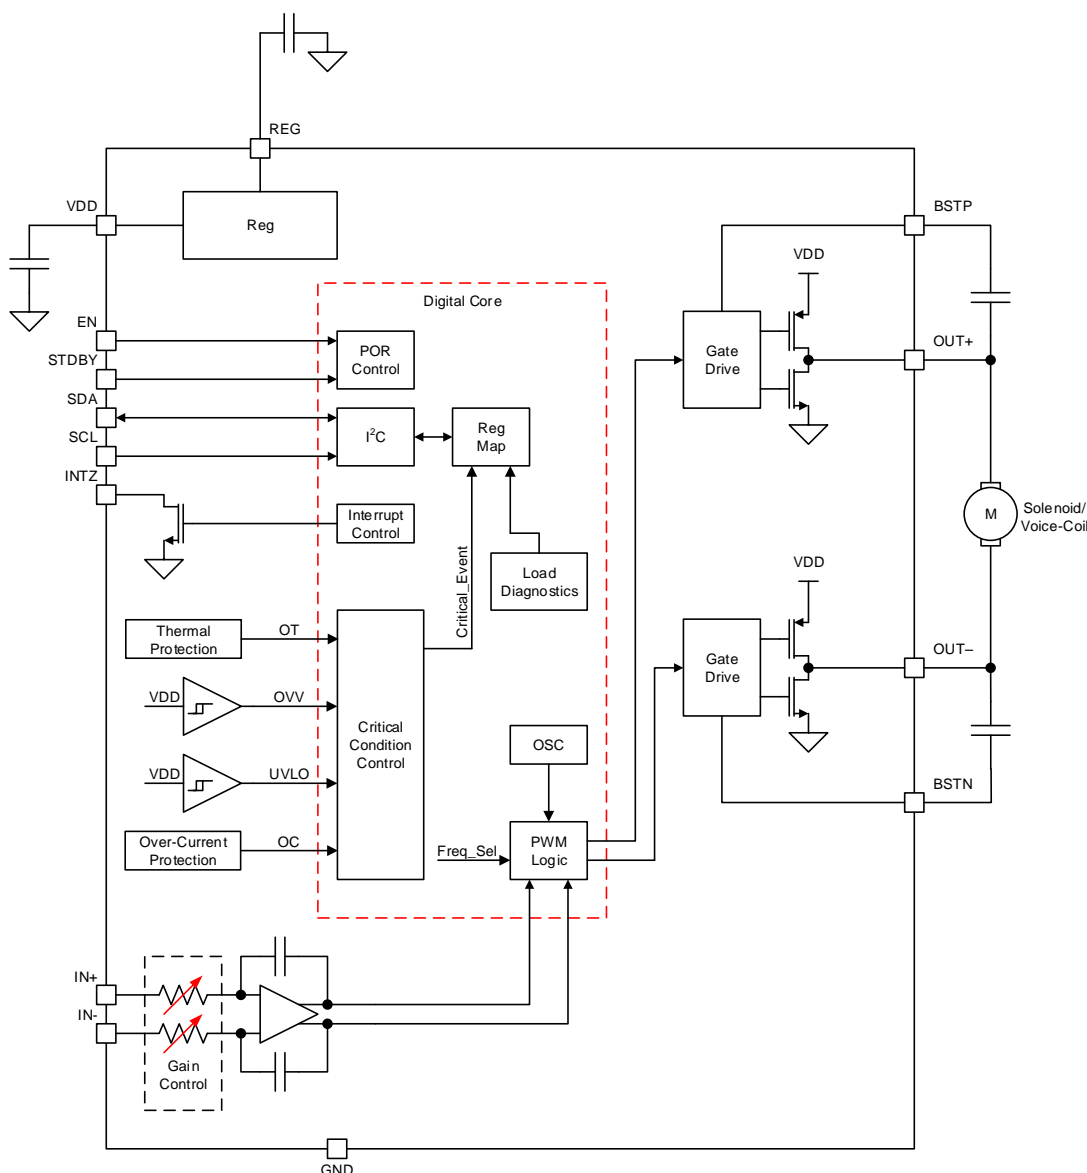 REG
VDD
Reg
BSTP
VDD
Digital Core
EN
POR
Control
STDBY
Gate
Drive
OUT+
SDA
SCL
I²C
Reg
Map
INTZ
Interrupt
Control
Critical_Event
Load
Diagnostics
M
Solenoid/
Voice-Coil
VDD
Thermal
Protection
OT
Gate
Drive
OUT–
VDD
OVV
Critical
Condition
Control
OSC
VDD
UVLO
BSTN
Over-Current
Protection
OC
Freq_Sel
PWM
Logic
IN+
IN-
Gain
Control
GND